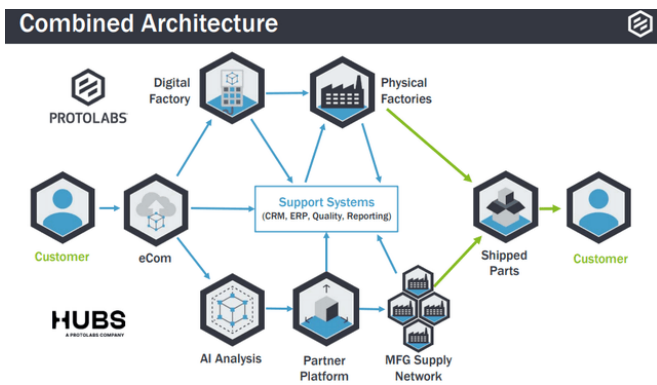 Combined Architecture
PROTOLABS
Digital
Factory
Physical
Factories
Support Systems
(CRM, ERP, Quality, Reporting)
Customer
eCom
Shipped
Parts
Customer
HUBS
A PROTOLABS COMPANY
AI Analysis
Partner
Platform
MFG Supply
Network